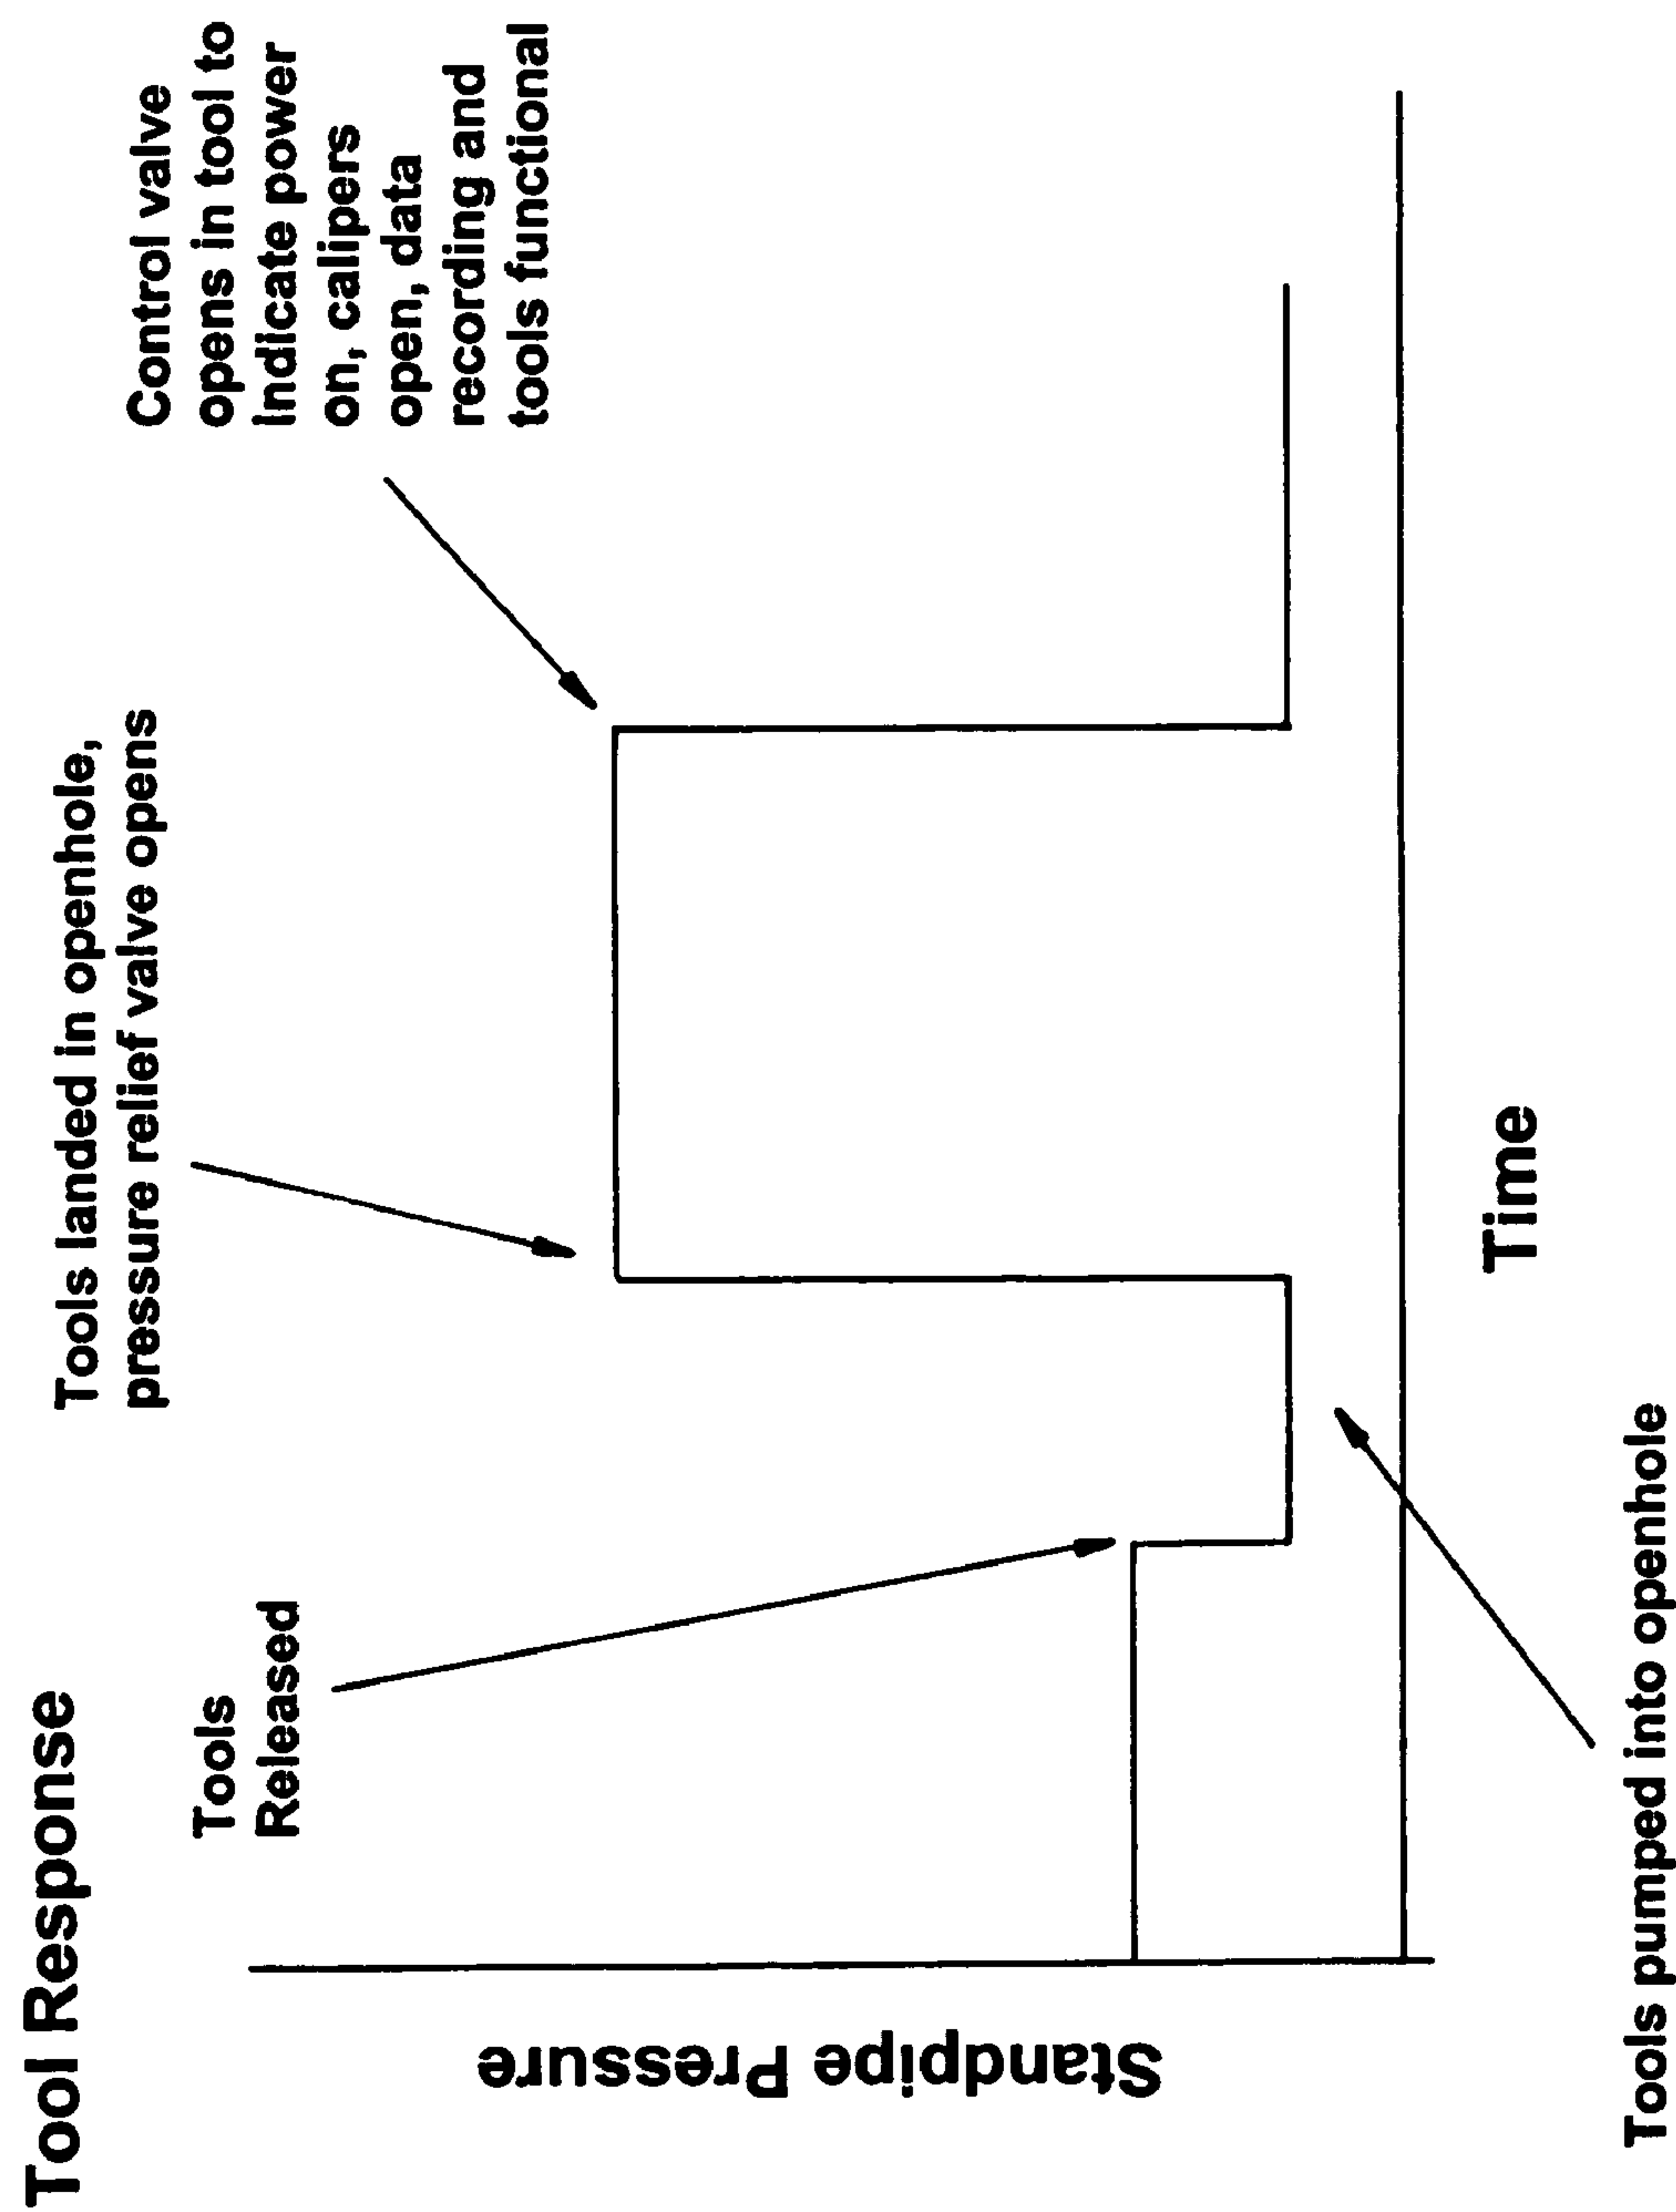 Tool Response
Tools
Released
Tools landed in openhole,
pressure relief valve opens
Control valve
opens in tool to
indicate power
on, calipers
open, data
recording and
tools functional
Standpipe Pressure
Time
Tools pumped into openhole